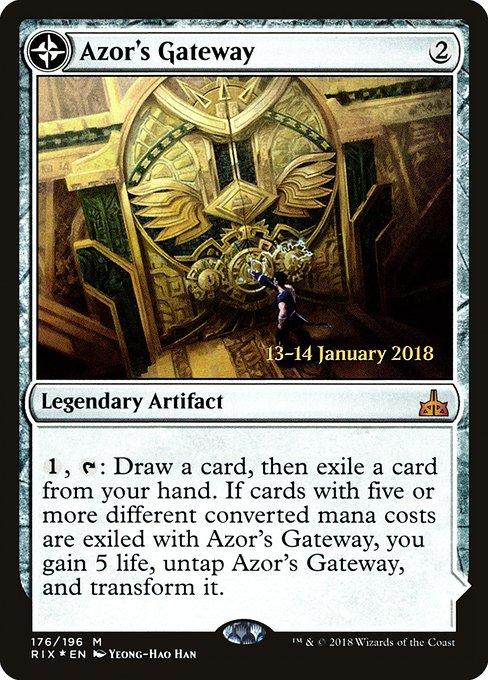 Azor's Gateway 2
13–14 January 2018
Legendary Artifact
1, : Draw a card, then exile a card
from your hand. If cards with five or
more different converted mana costs
are exiled with Azor's Gateway, you
gain 5 life, untap Azor's Gateway,
and transform it.
176/196 M
RIX EN Yeong-Hao Han
™ & © 2018 Wizards of the Coast